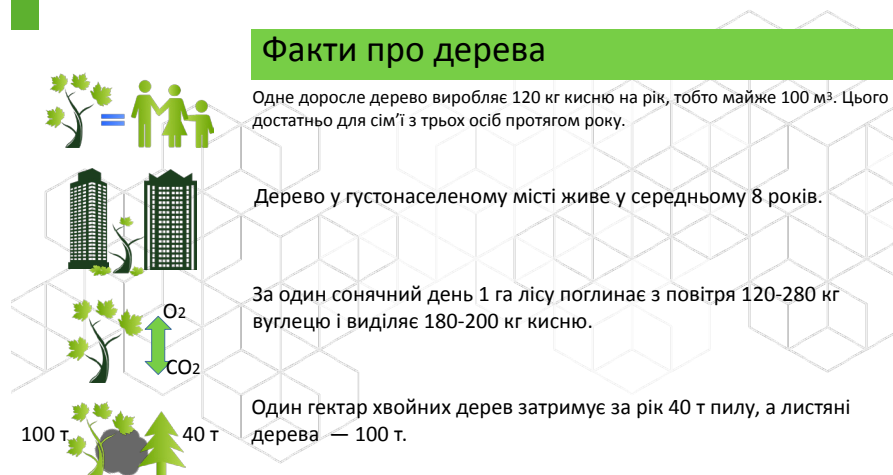 Факти про дерева
Одне доросле дерево виробляє 120 кг кисню на рік, тобто майже 100 м³. Цього
достатньо для сім’ї з трьох осіб протягом року.
Дерево у густонаселеному місті живе у середньому 8 років.
O2
CO2
За один сонячний день 1 га лісу поглинає з повітря 120-280 кг
вуглецю і виділяє 180-200 кг кисню.
100 т
40 т
Один гектар хвойних дерев затримує за рік 40 т пилу, а листяні
дерева — 100 т.